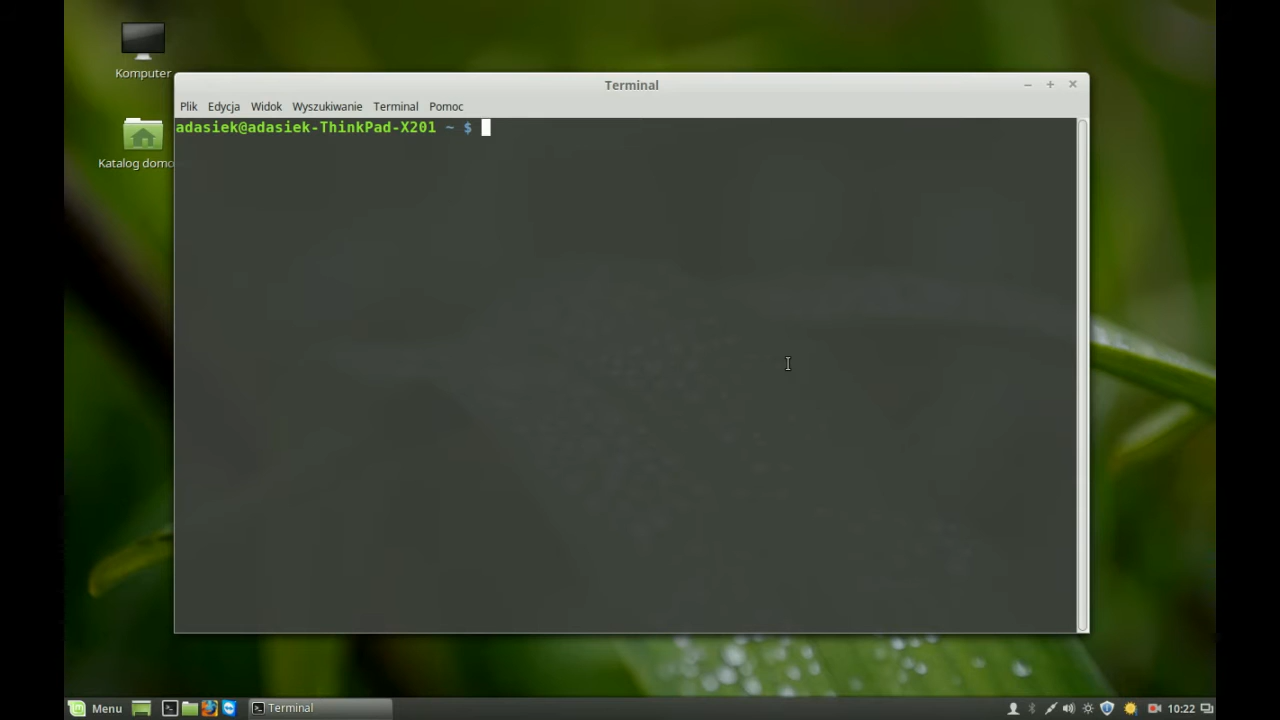 Komputer
Katalog domo
Terminal
Plik Edycja Widok Wyszukiwanie Terminal Pomoc
adasiek@adasiek-ThinkPad-X201 ~ $
Menu
Terminal
10:22